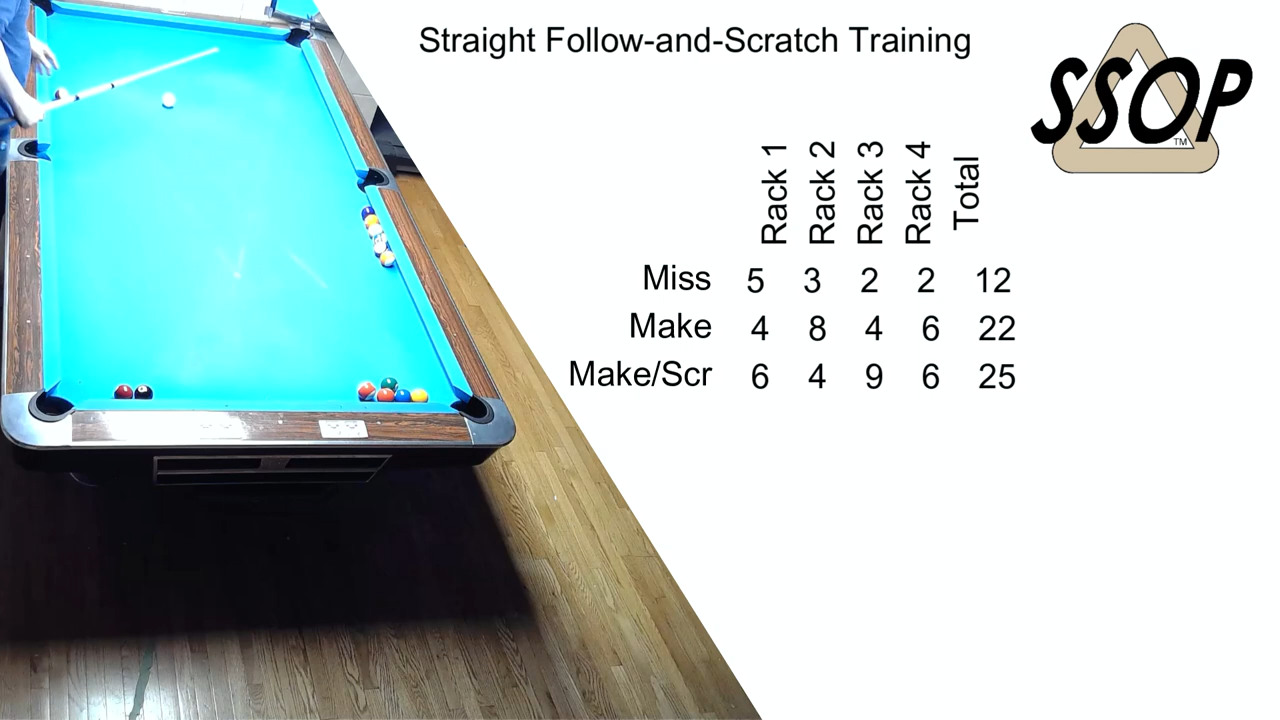 Straight Follow-and-Scratch Training
SSOP
TM
Rack 1 Rack 2 Rack 3 Rack 4 Total
Miss 5 3 2 2 12
Make 4 8 4 6 22
Make/Scr 6 4 9 6 25